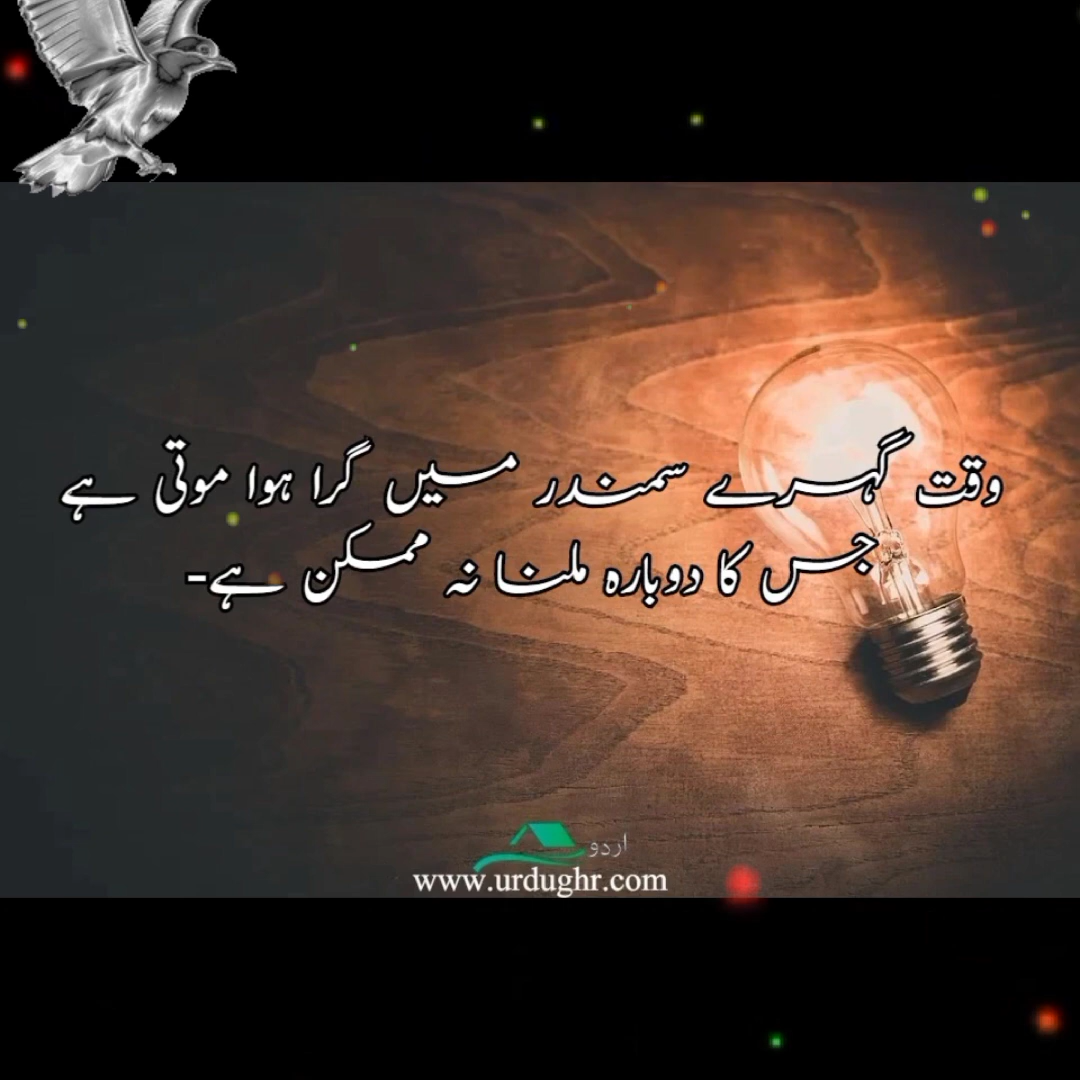 وقت گہرے سمندر میں گرا ہوا موتی ہے
جس کا دوبارہ ملنا نہ ممکن ہے-
اردو
www.urdughr.com